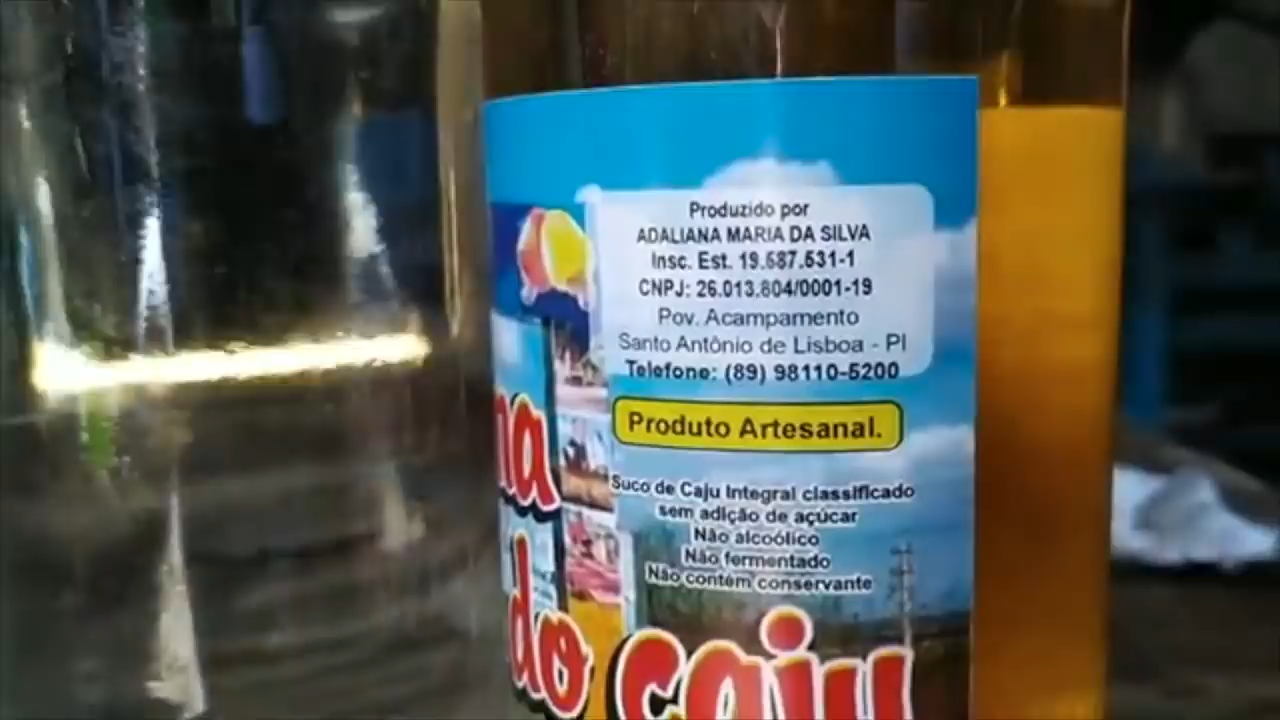 Produzido por
ADALIANA MARIA DA SILVA
Insc. Est. 19.587.531-1
CNPJ: 26.013.804/0001-19
Pov. Acampamento
Santo Antônio de Lisboa - PI
Telefone: (89) 98110-5200
Produto Artesanal.
Suco de Caju Integral classificado
sem adição de açúcar
Não alcoólico
Não fermentado
Não contém conservante
na
do caju